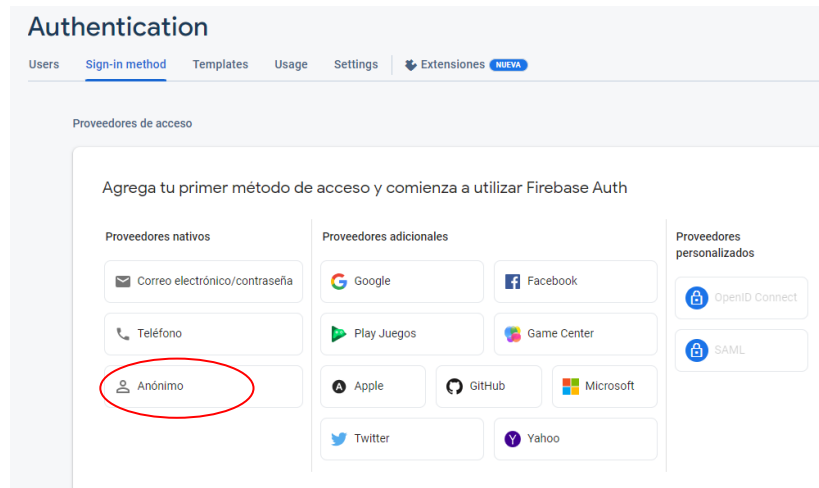 Authentication
Users Sign-in method Templates Usage Settings Extensiones NUEVA
Proveedores de acceso
Agrega tu primer método de acceso y comienza a utilizar Firebase Auth
Proveedores nativos
Correo electrónico/contraseña
Teléfono
Anónimo
Proveedores adicionales
Google
Facebook
Play Juegos
Game Center
Apple
GitHub
Microsoft
Twitter
Yahoo
Proveedores
personalizados
OpenID Connect
SAML